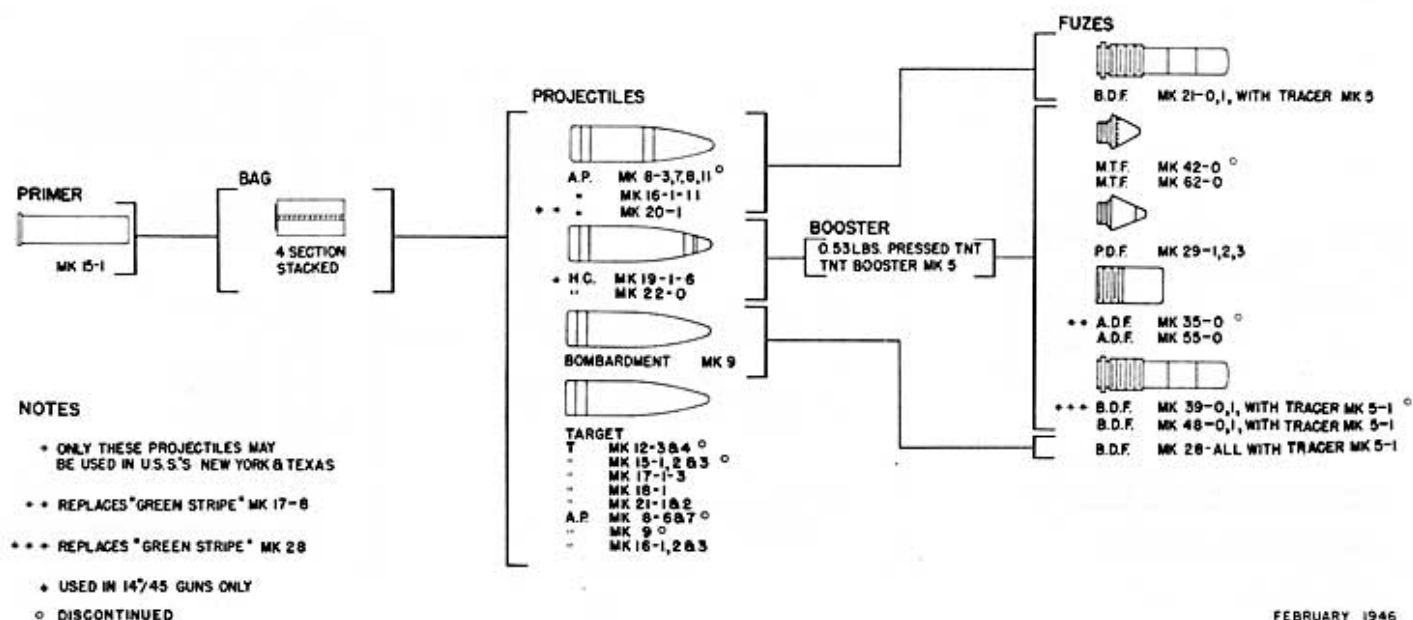 FUZES
B.D.F. MK 21-0,1, WITH TRACER MK 5
M.T.F. MK 42-0 °
M.T.F. MK 62-0
P.D.F. MK 29-1,2,3
** A.D.F. MK 35-0 °
A.D.F. MK 55-0
*** B.D.F. MK 39-0,1, WITH TRACER MK 5-1 °
B.D.F. MK 48-0,1, WITH TRACER MK 5-1
B.D.F. MK 28-ALL WITH TRACER MK 5-1
PROJECTILES
A.P. MK 8-3,7,8,11 °
" MK 16-1-11
** " MK 20-1
* H.C. MK 19-1-6
" MK 22-0
BOMBARDMENT MK 9
TARGET
T MK 12-3&4 °
" MK 15-1,2&3 °
" MK 17-1-3
" MK 18-1
" MK 21-1&2
A.P. MK 8-6&7 °
" MK 9 °
" MK 16-1,2&3
BOOSTER
0.53 LBS. PRESSED TNT
TNT BOOSTER MK 5
BAG
4 SECTION
STACKED
PRIMER
MK 15-1
NOTES
* ONLY THESE PROJECTILES MAY
BE USED IN U.S.S.'S NEW YORK & TEXAS
** REPLACES "GREEN STRIPE" MK 17-8
*** REPLACES "GREEN STRIPE" MK 28
+ USED IN 14"/45 GUNS ONLY
° DISCONTINUED
FEBRUARY 1946